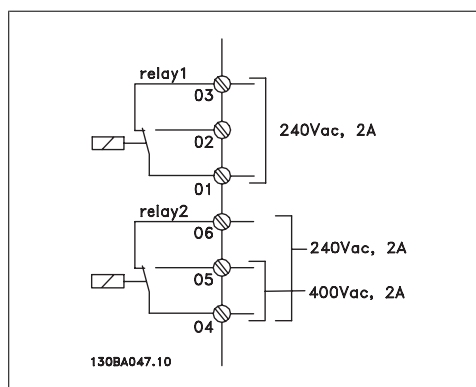 relay1
03
02
240Vac, 2A
01
relay2
06
240Vac, 2A
05
400Vac, 2A
04
130BA047.10